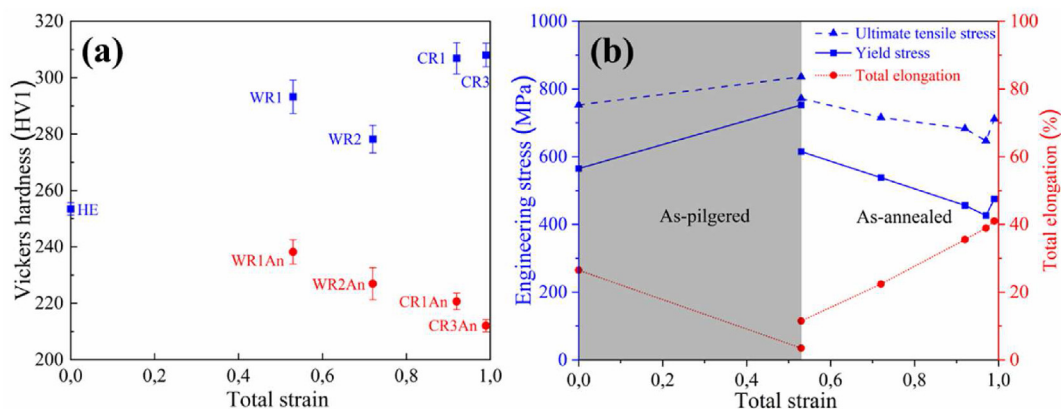 (a)
320
300
280
260
240
220
200
Vickers hardness (HV1)
HE
WR1
WR2
CR1
CR3
WR1An
WR2An
CR1An
CR3An
0,0 0,2 0,4 0,6 0,8 1,0
Total strain
(b)
1000
800
600
400
200
0
Engineering stress (MPa)
Ultimate tensile stress
Yield stress
Total elongation
As-pilgered
As-annealed
100
80
60
40
20
0
Total elongation (%)
0,0 0,2 0,4 0,6 0,8 1,0
Total strain